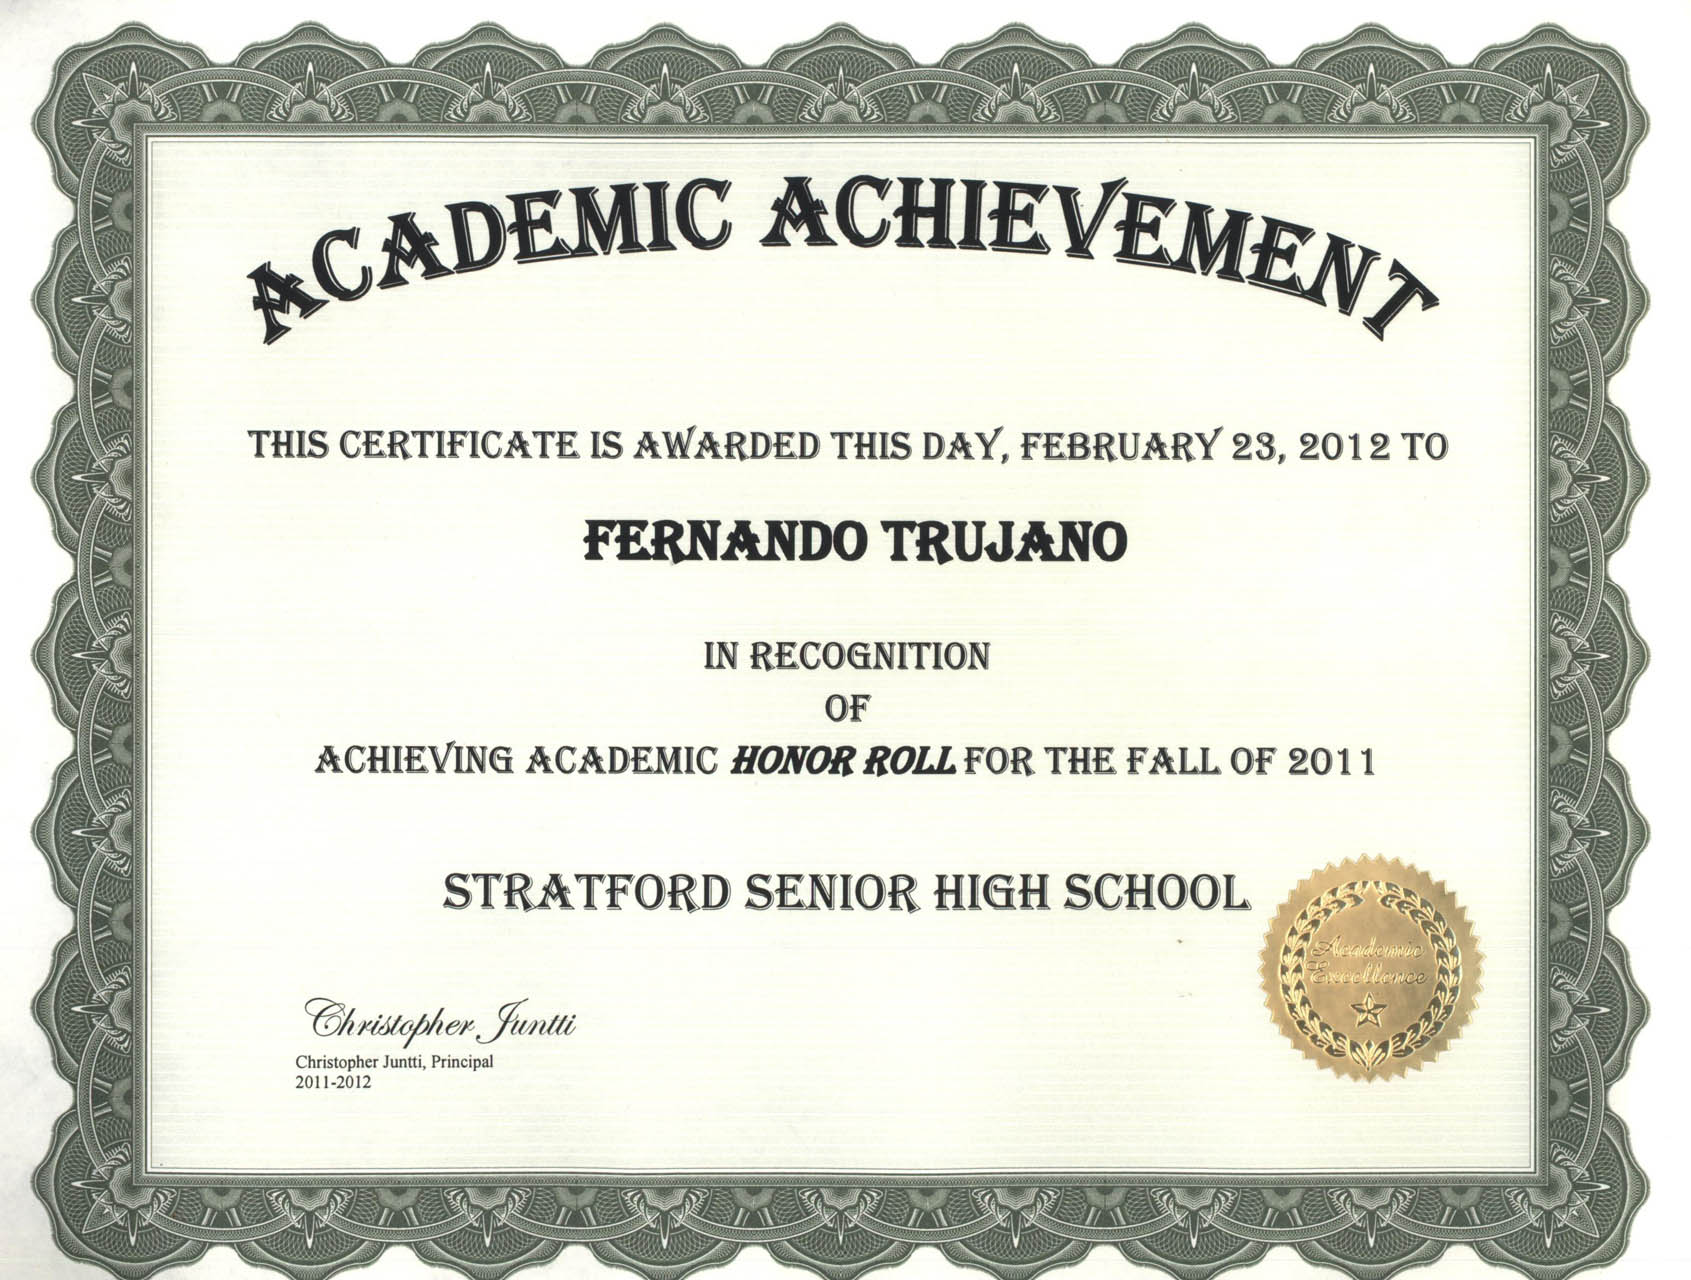 ACADEMIC ACHIEVEMENT
THIS CERTIFICATE IS AWARDED THIS DAY, FEBRUARY 23, 2012 TO
FERNANDO TRUJANO
IN RECOGNITION
OF
ACHIEVING ACADEMIC HONOR ROLL FOR THE FALL OF 2011
STRATFORD SENIOR HIGH SCHOOL
Academic
Excellence
Christopher Juntti
Christopher Juntti, Principal
2011-2012